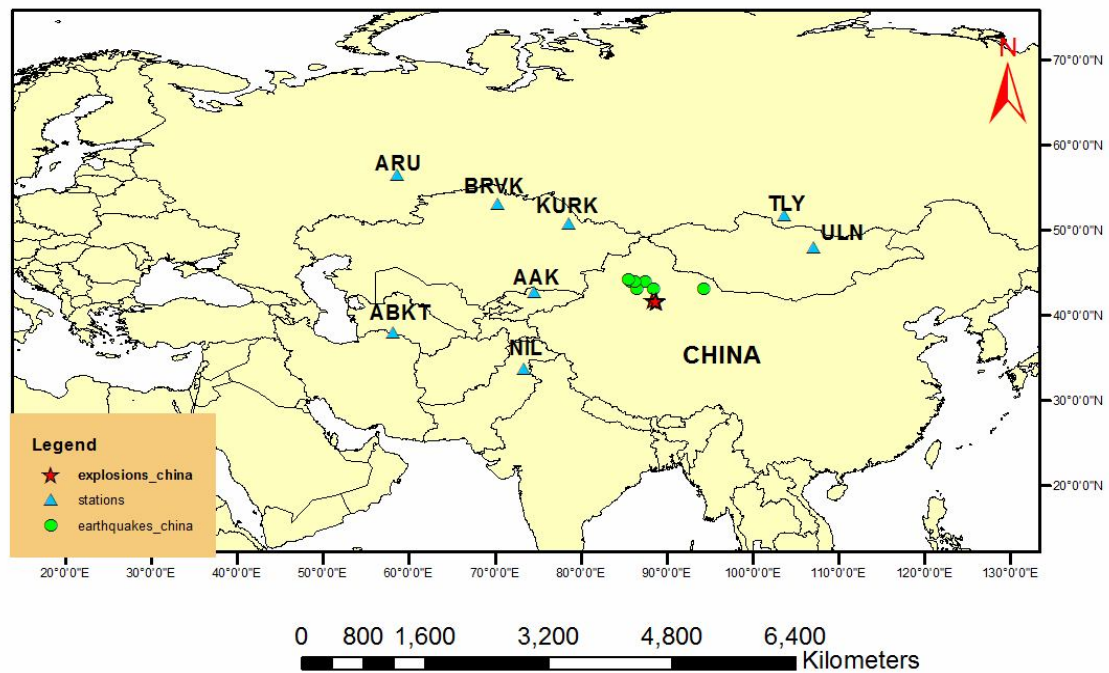 N
70°0'0"N
ARU
60°0'0"N
BRVK
KURK
TLY
ULN
50°0'0"N
AAK
ABKT
40°0'0"N
NIL
CHINA
30°0'0"N
Legend
explosions_china
stations
20°0'0"N
earthquakes_china
20°0'0"E 30°0'0"E 40°0'0"E 50°0'0"E 60°0'0"E 70°0'0"E 80°0'0"E 90°0'0"E 100°0'0"E 110°0'0"E 120°0'0"E 130°0'0"E
0 800 1,600 3,200 4,800 6,400
Kilometers